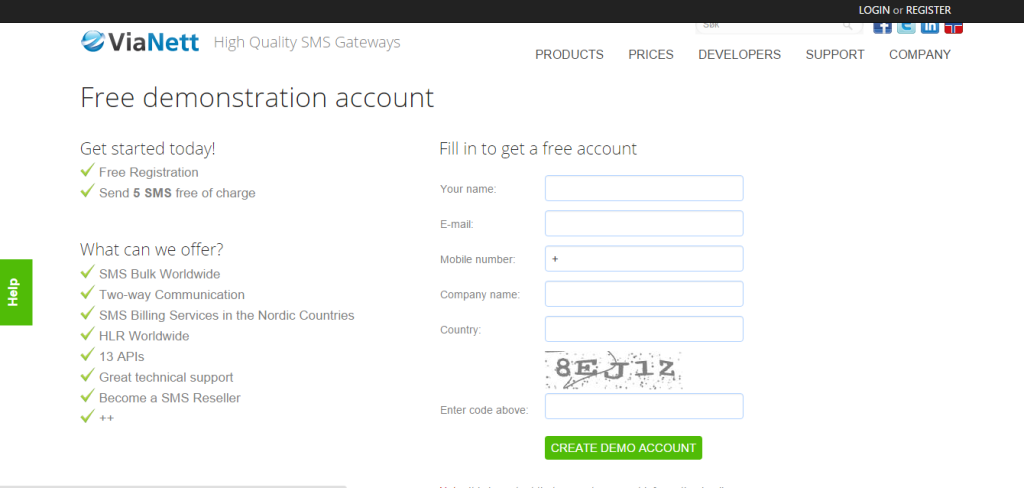 LOGIN or REGISTER
Søk
ViaNett High Quality SMS Gateways
PRODUCTS PRICES DEVELOPERS SUPPORT COMPANY
Free demonstration account
Get started today!
Free Registration
Send 5 SMS free of charge
What can we offer?
SMS Bulk Worldwide
Two-way Communication
SMS Billing Services in the Nordic Countries
HLR Worldwide
13 APIs
Great technical support
Become a SMS Reseller
++
Help
Fill in to get a free account
Your name:
E-mail:
Mobile number: +
Company name:
Country:
8EJ1Z
Enter code above:
CREATE DEMO ACCOUNT